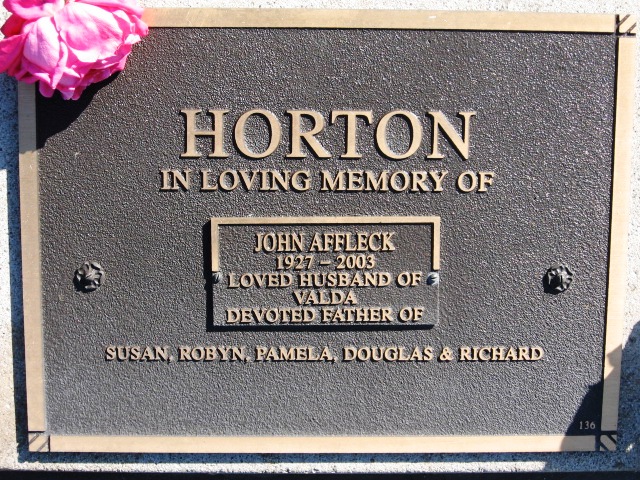 HORTON
IN LOVING MEMORY OF
JOHN AFFLECK
1927 – 2003
LOVED HUSBAND OF
VALDA
DEVOTED FATHER OF
SUSAN, ROBYN, PAMELA, DOUGLAS & RICHARD
136